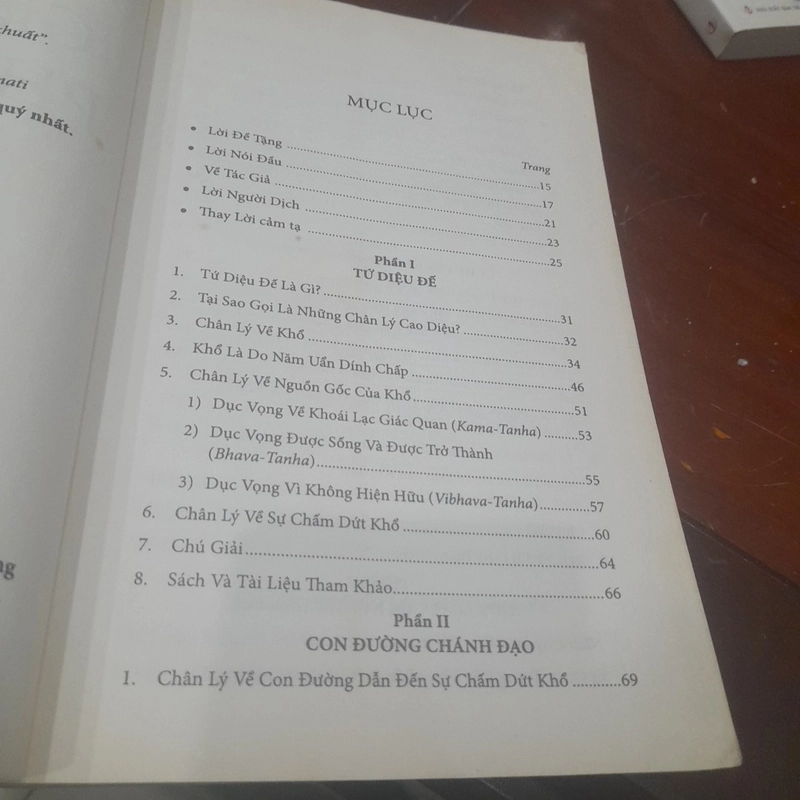 huất”.
nati
quý nhất.
ng
MỤC LỤC
Trang
• Lời Đề Tặng ........ 15
• Lời Nói Đầu ........ 17
• Về Tác Giả ........ 21
• Lời Người Dịch ........ 23
• Thay Lời cảm tạ ........ 25
Phần I
TỨ DIỆU ĐẾ
1. Tứ Diệu Đế Là Gì? ........ 31
2. Tại Sao Gọi Là Những Chân Lý Cao Diệu? ........ 32
3. Chân Lý Về Khổ ........ 34
4. Khổ Là Do Năm Uẩn Dính Chấp ........ 46
5. Chân Lý Về Nguồn Gốc Của Khổ ........ 51
1) Dục Vọng Về Khoái Lạc Giác Quan (Kama-Tanha) ........ 53
2) Dục Vọng Được Sống Và Được Trở Thành
(Bhava-Tanha) ........ 55
3) Dục Vọng Vì Không Hiện Hữu (Vibhava-Tanha) ........ 57
6. Chân Lý Về Sự Chấm Dứt Khổ ........ 60
7. Chú Giải ........ 64
8. Sách Và Tài Liệu Tham Khảo ........ 66
Phần II
CON ĐƯỜNG CHÁNH ĐẠO
1. Chân Lý Về Con Đường Dẫn Đến Sự Chấm Dứt Khổ ........ 69